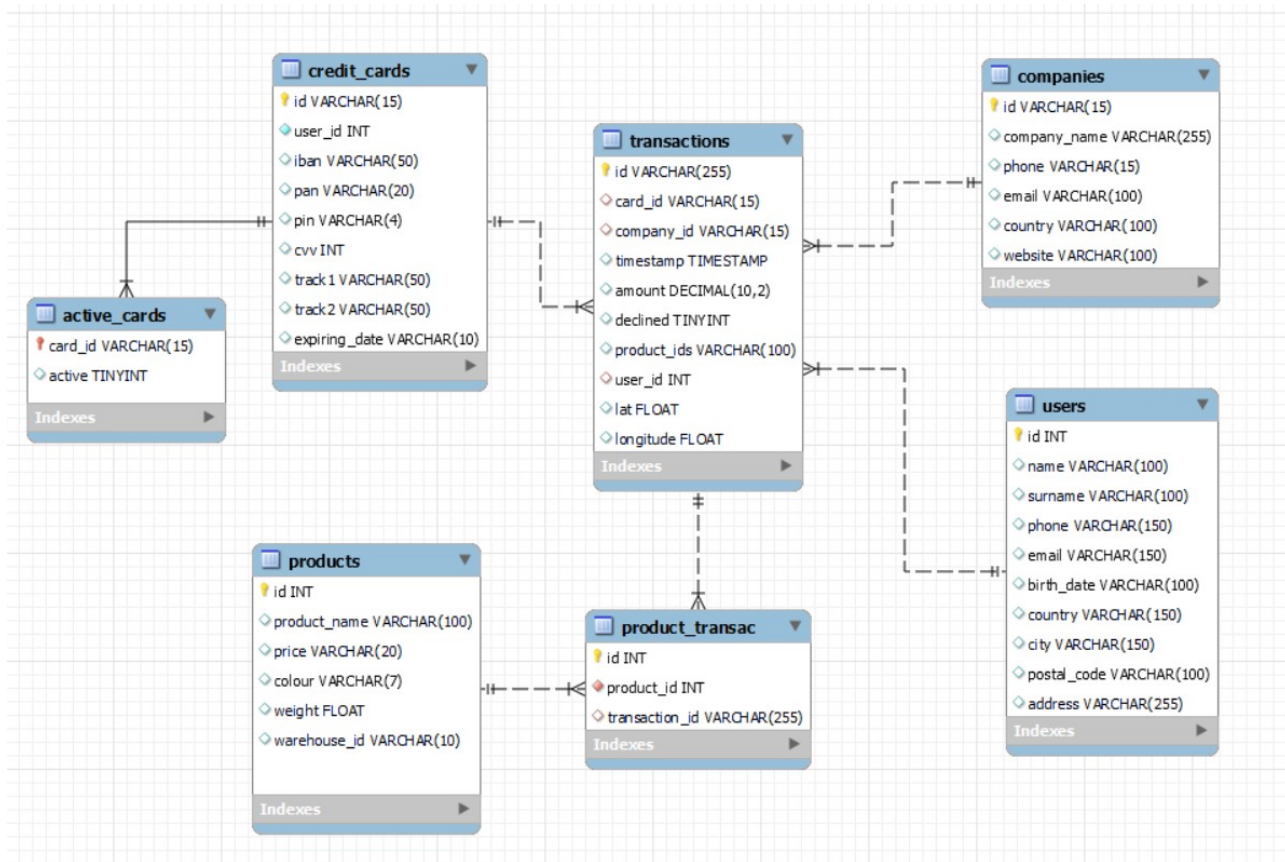 credit_cards
id VARCHAR(15)
user_id INT
iban VARCHAR(50)
pan VARCHAR(20)
pin VARCHAR(4)
cvv INT
track1 VARCHAR(50)
track2 VARCHAR(50)
expiring_date VARCHAR(10)
Indexes
active_cards
card_id VARCHAR(15)
active TINYINT
Indexes
transactions
id VARCHAR(255)
card_id VARCHAR(15)
company_id VARCHAR(15)
timestamp TIMESTAMP
amount DECIMAL(10,2)
declined TINYINT
product_ids VARCHAR(100)
user_id INT
lat FLOAT
longitude FLOAT
Indexes
companies
id VARCHAR(15)
company_name VARCHAR(255)
phone VARCHAR(15)
email VARCHAR(100)
country VARCHAR(100)
website VARCHAR(100)
Indexes
users
id INT
name VARCHAR(100)
surname VARCHAR(100)
phone VARCHAR(150)
email VARCHAR(150)
birth_date VARCHAR(100)
country VARCHAR(150)
city VARCHAR(150)
postal_code VARCHAR(100)
address VARCHAR(255)
Indexes
products
id INT
product_name VARCHAR(100)
price VARCHAR(20)
colour VARCHAR(7)
weight FLOAT
warehouse_id VARCHAR(10)
Indexes
product_transac
id INT
product_id INT
transaction_id VARCHAR(255)
Indexes